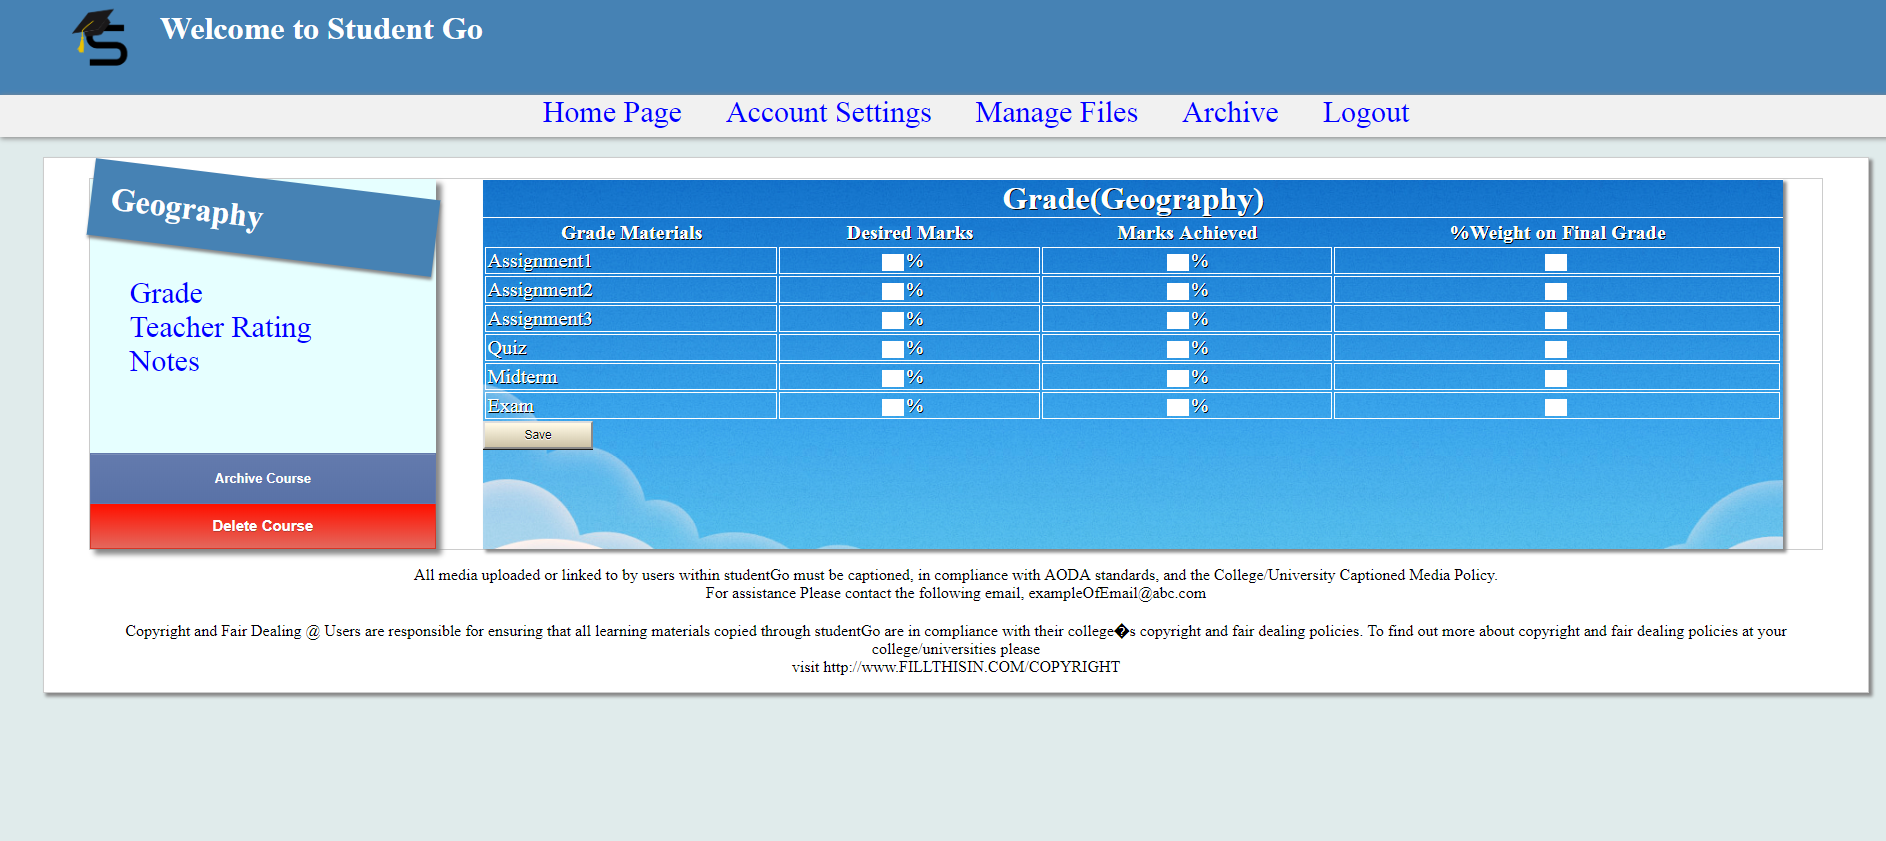 S
Welcome to Student Go
Home Page Account Settings Manage Files Archive Logout
Geography
Grade
Teacher Rating
Notes
Archive Course
Delete Course
Grade(Geography)
Grade Materials Desired Marks Marks Achieved %Weight on Final Grade
Assignment1 % %
Assignment2 % %
Assignment3 % %
Quiz % %
Midterm % %
Exam % %
Save
All media uploaded or linked to by users within studentGo must be captioned, in compliance with AODA standards, and the College/University Captioned Media Policy.
For assistance Please contact the following email, exampleOfEmail@abc.com
Copyright and Fair Dealing @ Users are responsible for ensuring that all learning materials copied through studentGo are in compliance with their college�s copyright and fair dealing policies. To find out more about copyright and fair dealing policies at your
college/universities please
visit http://www.FILLTHISIN.COM/COPYRIGHT